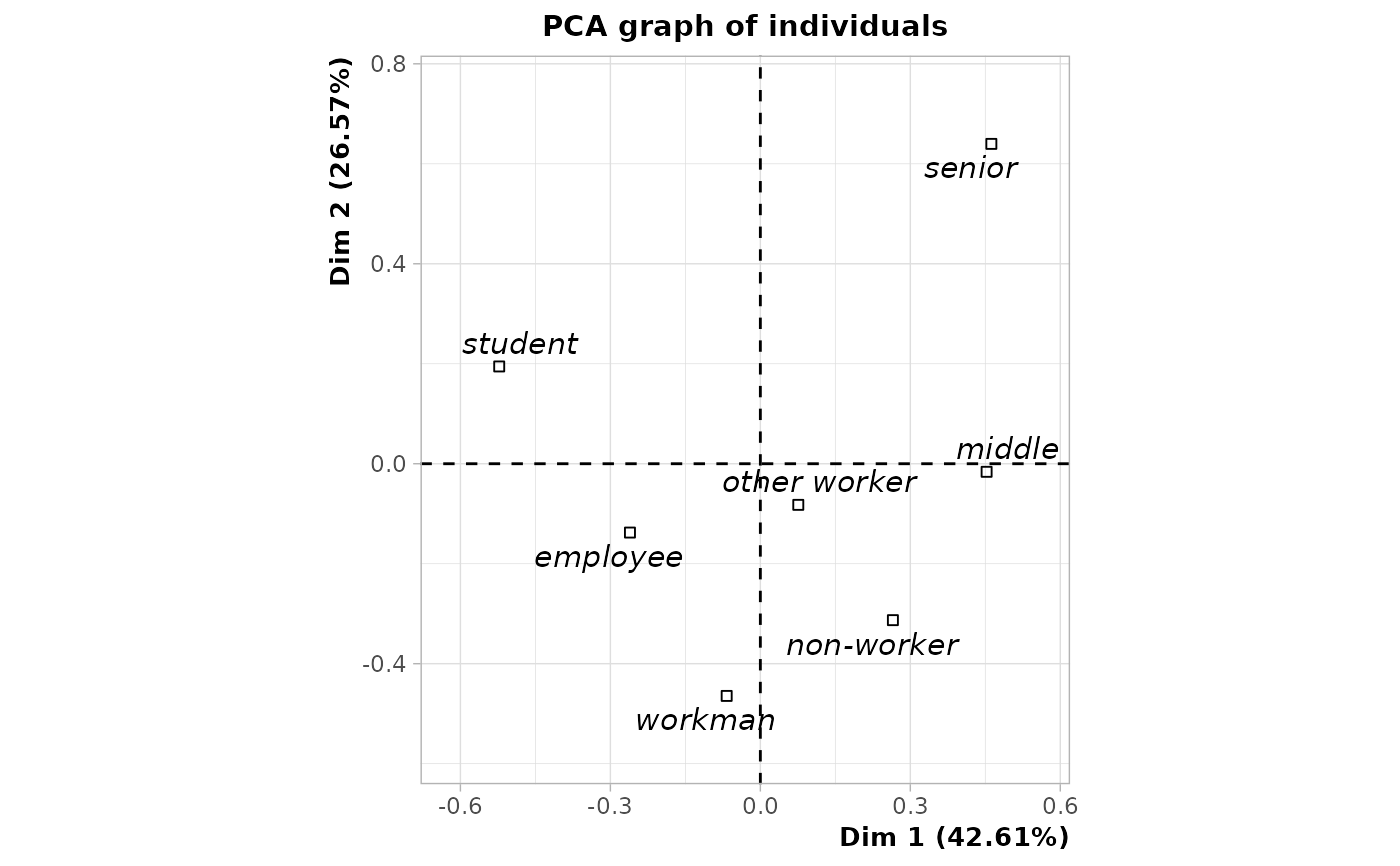 PCA graph of individuals
Dim 2 (26.57%)
0.8
0.4
0.0
-0.4
senior
student
middle
other worker
employee
non-worker
workman
-0.6
-0.3
0.0
0.3
0.6
Dim 1 (42.61%)